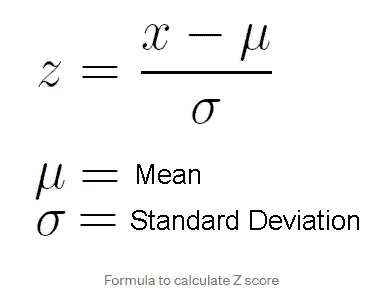 z = x − μ / σ
μ = Mean
σ = Standard Deviation
Formula to calculate Z score